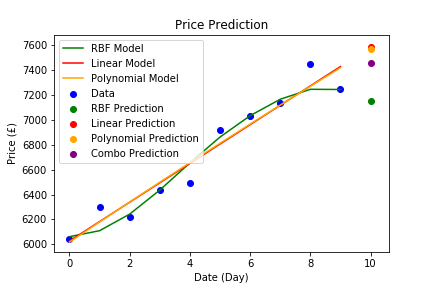 Price Prediction
7600
7400
7200
7000
6800
6600
6400
6200
6000
Price (£)
RBF Model
Linear Model
Polynomial Model
Data
RBF Prediction
Linear Prediction
Polynomial Prediction
Combo Prediction
0 2 4 6 8 10
Date (Day)